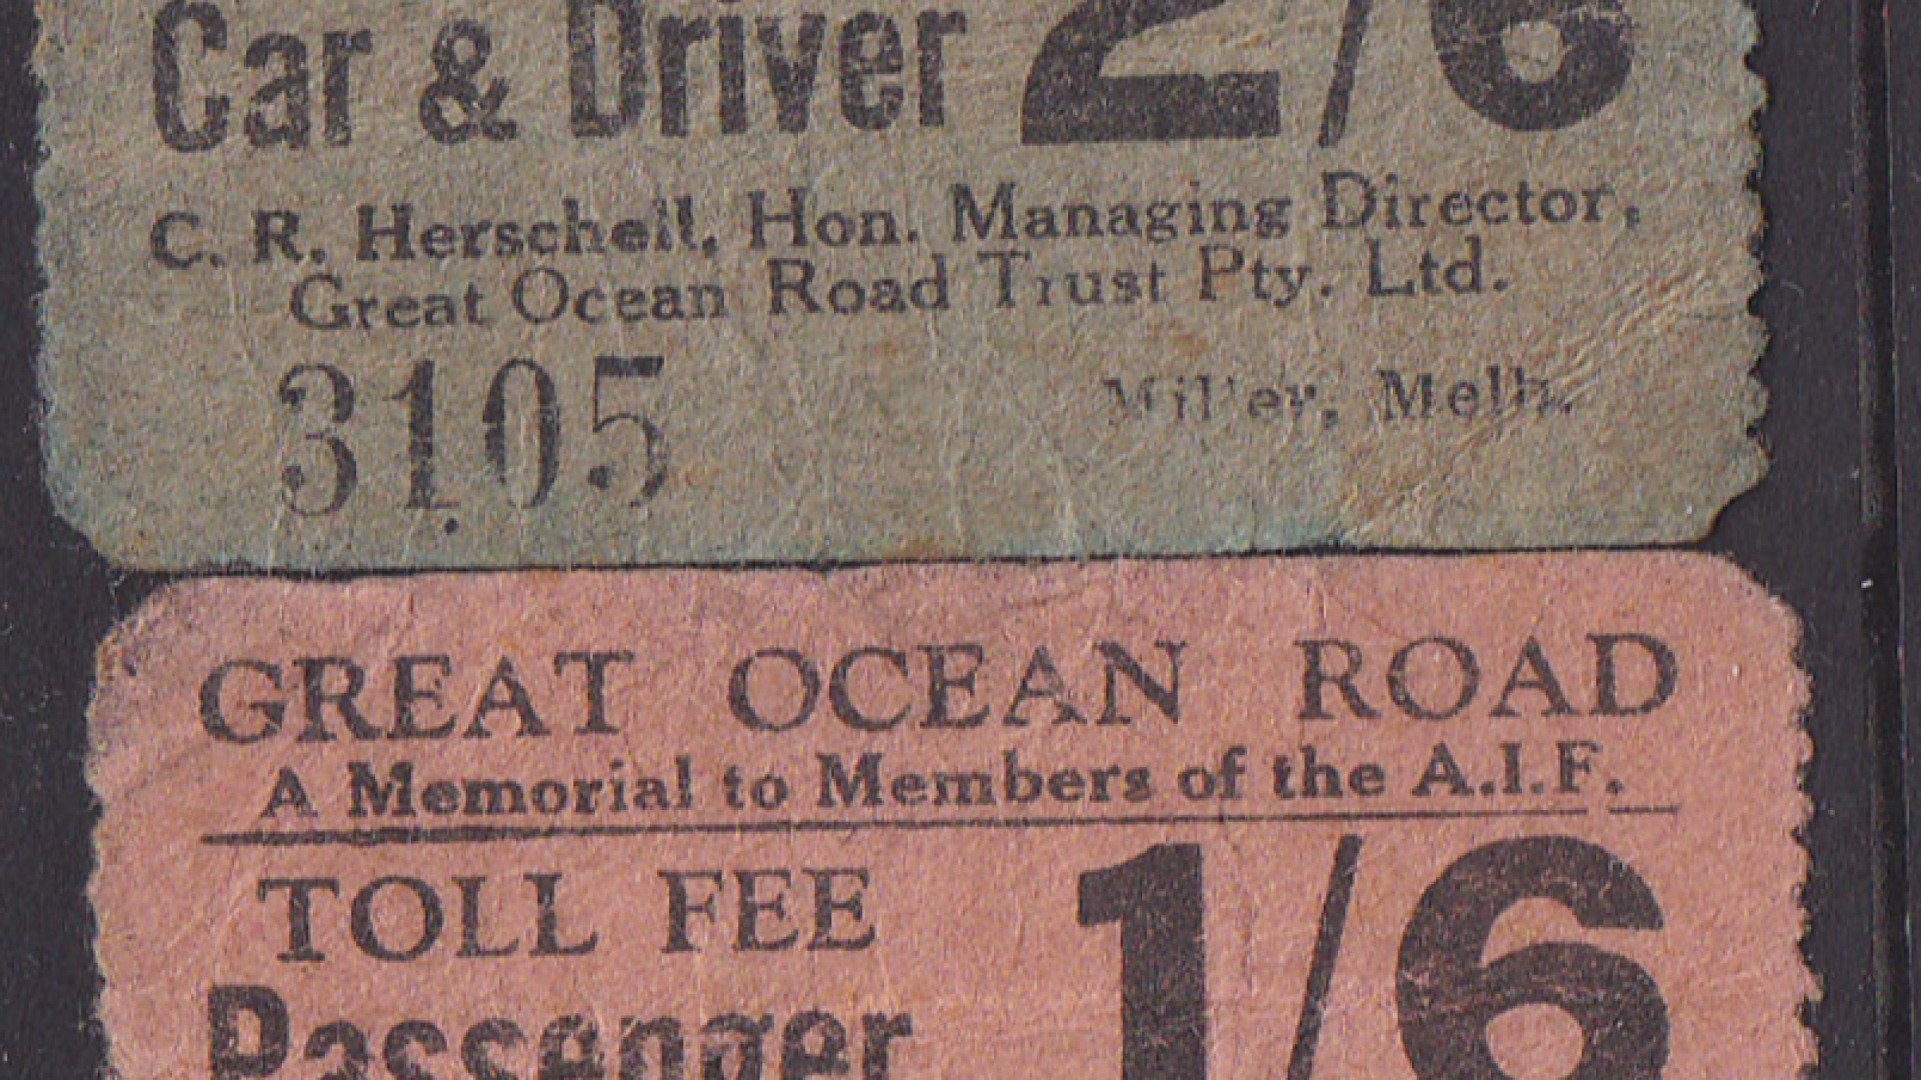 Car & Driver 2/6
C. R. Herschell, Hon. Managing Director,
Great Ocean Road Trust Pty. Ltd.
3105
Miller, Melb.
GREAT OCEAN ROAD
A Memorial to Members of the A.I.F.
TOLL FEE 1/6
Passenger